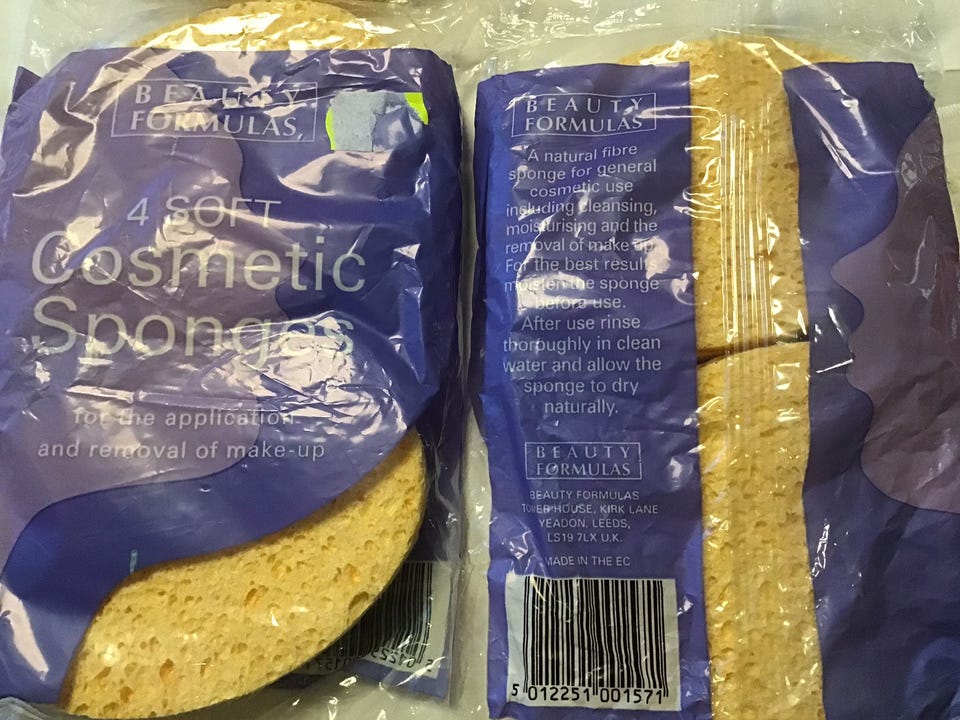 BEAUTY
FORMULAS
4 SOFT
Cosmetic
Sponges
for the application
and removal of make-up
BEAUTY
FORMULAS
A natural fibre
sponge for general
cosmetic use
including cleansing,
moisturising and the
removal of make up
For the best results
moisten the sponge
before use.
After use rinse
thoroughly in clean
water and allow the
sponge to dry
naturally.
BEAUTY
FORMULAS
BEAUTY FORMULAS
TOWER HOUSE, KIRK LANE
YEADON, LEEDS,
LS19 7LX U.K.
MADE IN THE EC
5 012251 001571